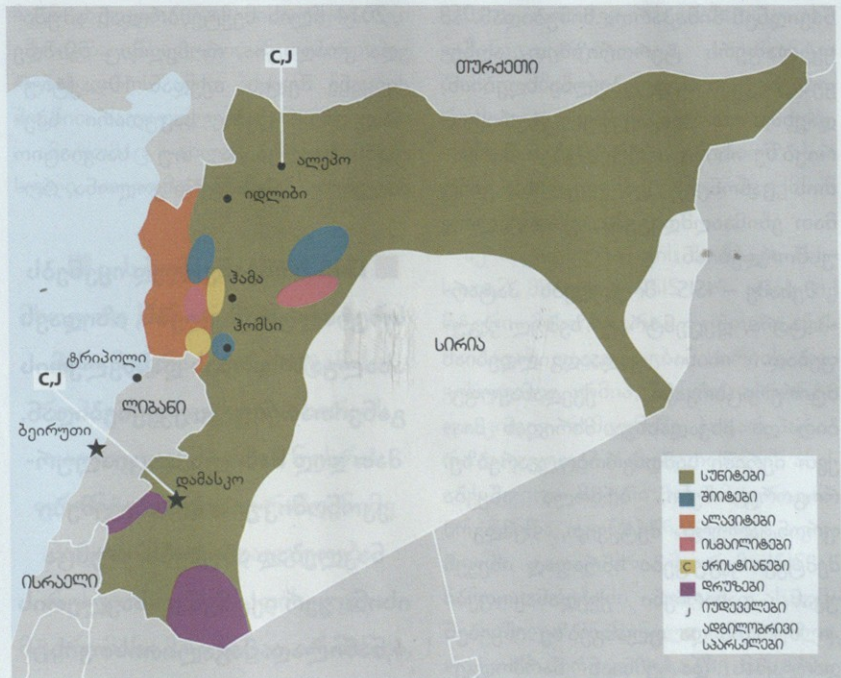 C,J
თურქეთი
ალეპო
იდლიბი
ჰამა
ჰომსი
სირია
ტრიპოლი
C,J
ლიბანი
ბეირუთი
დამასკო
ისრაელი
სუნიტები
შიიტები
ალავიტები
ისმაილიტები
C ქრისტიანები
დრუზები
J იუდეველები
ადგილობრივი
სპარსელები